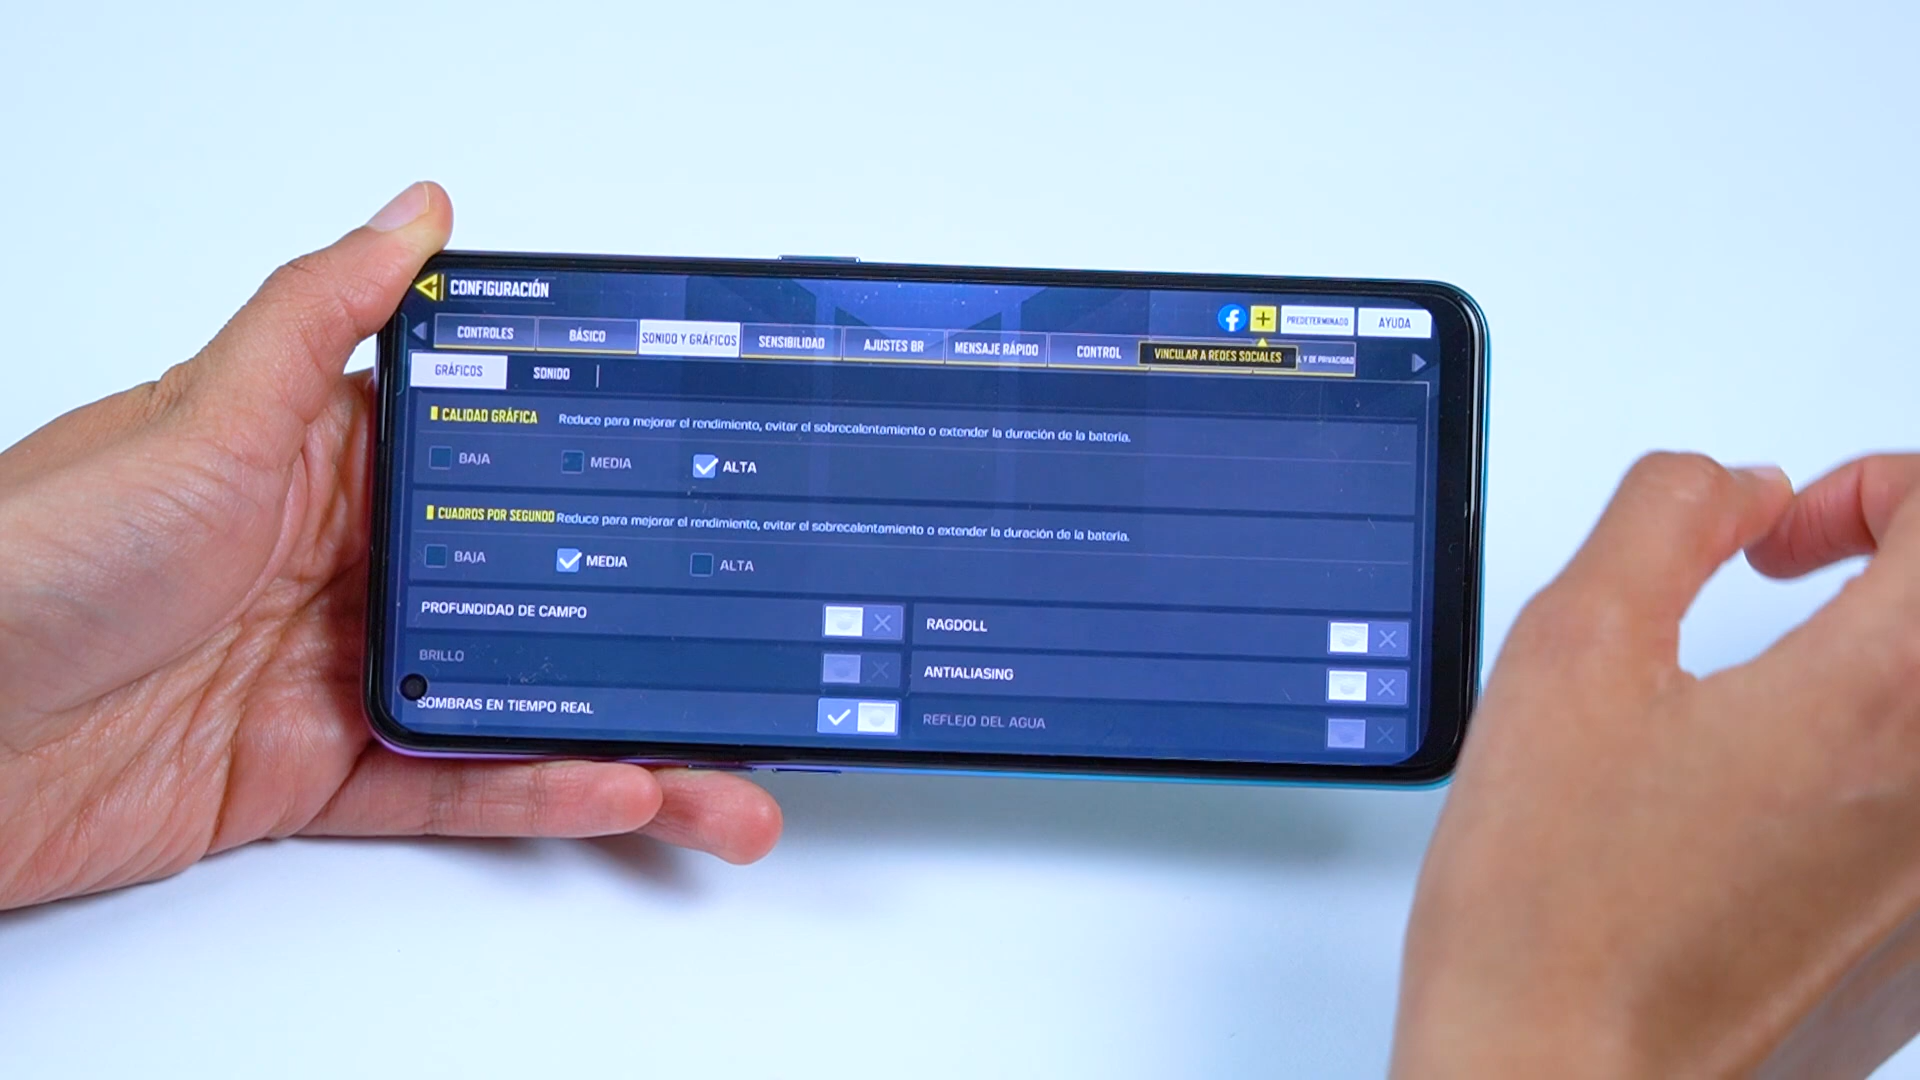 CONFIGURACIÓN
PREDETERMINADO AYUDA
CONTROLES BÁSICO SONIDO Y GRÁFICOS SENSIBILIDAD AJUSTES BR MENSAJE RÁPIDO CONTROL VINCULAR A REDES SOCIALES Y DE PRIVACIDAD
GRÁFICOS SONIDO
CALIDAD GRÁFICA Reduce para mejorar el rendimiento, evitar el sobrecalentamiento o extender la duración de la batería.
BAJA MEDIA ALTA
CUADROS POR SEGUNDO Reduce para mejorar el rendimiento, evitar el sobrecalentamiento o extender la duración de la batería.
BAJA MEDIA ALTA
PROFUNDIDAD DE CAMPO RAGDOLL
BRILLO ANTIALIASING
SOMBRAS EN TIEMPO REAL REFLEJO DEL AGUA